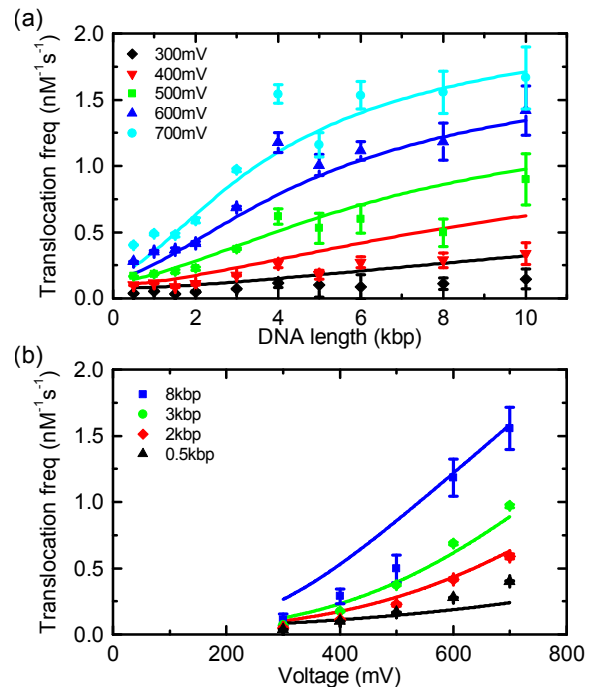 (a)
Translocation freq (nM⁻¹s⁻¹)
2.0
1.5
1.0
0.5
0.0
300mV
400mV
500mV
600mV
700mV
0 2 4 6 8 10
DNA length (kbp)
(b)
Translocation freq (nM⁻¹s⁻¹)
2.0
1.5
1.0
0.5
0.0
8kbp
3kbp
2kbp
0.5kbp
0 200 400 600 800
Voltage (mV)